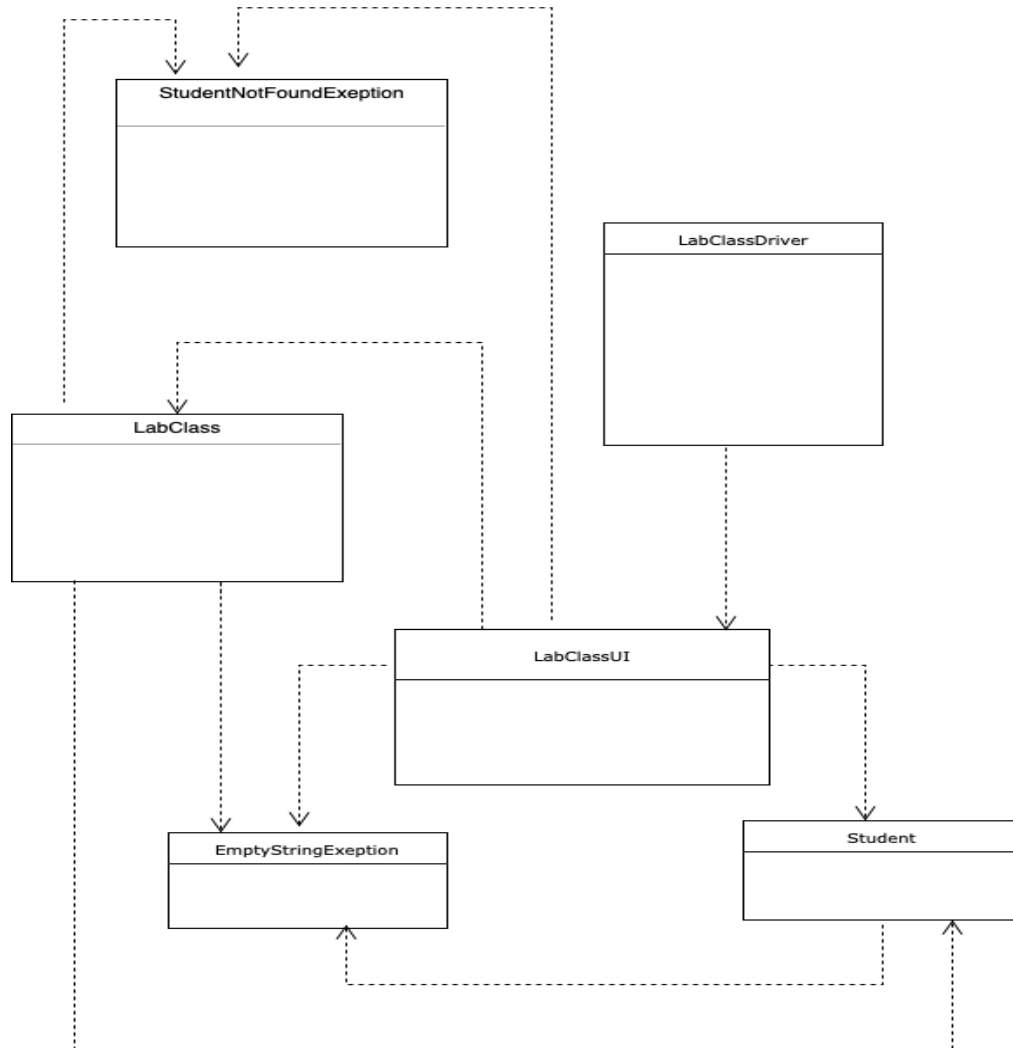 StudentNotFoundExeption
LabClassDriver
LabClass
LabClassUI
EmptyStringExeption
Student